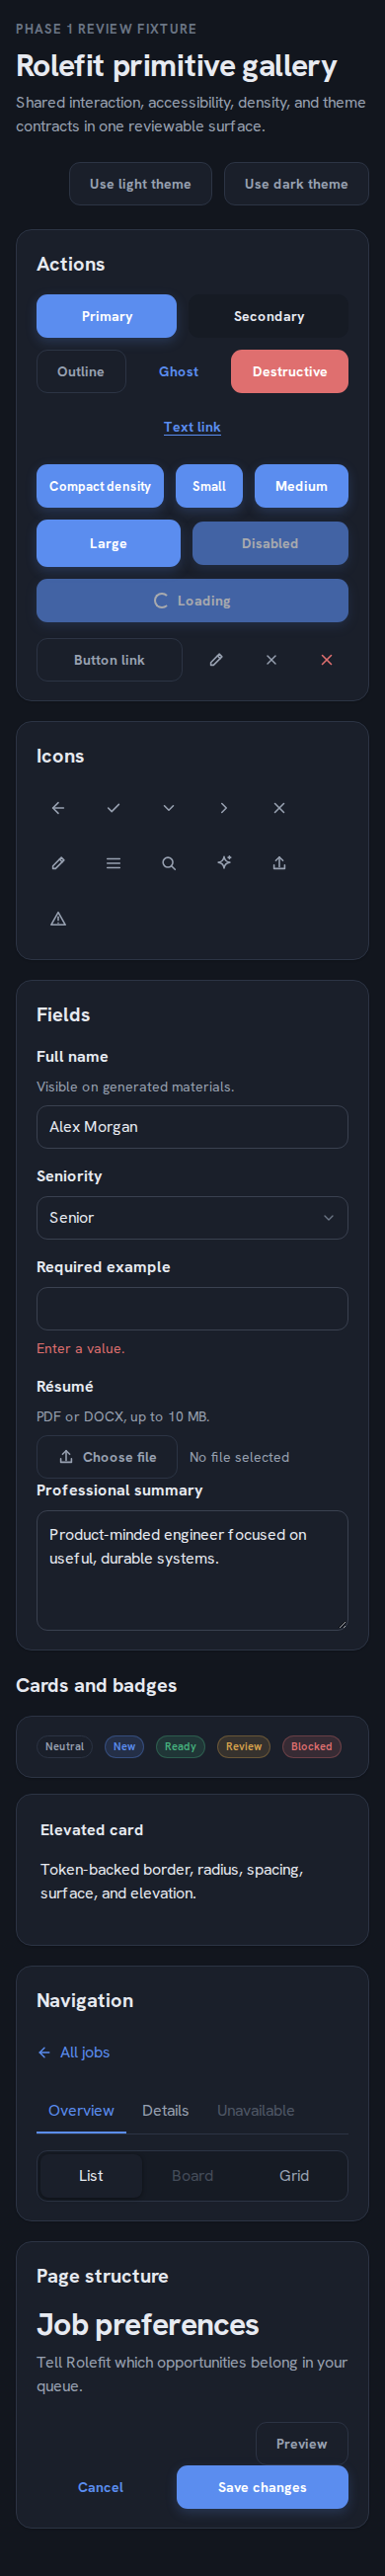 PHASE 1 REVIEW FIXTURE
Rolefit primitive gallery
Shared interaction, accessibility, density, and theme
contracts in one reviewable surface.
Use light theme
Use dark theme
Actions
Primary
Secondary
Outline
Ghost
Destructive
Text link
Compact density
Small
Medium
Large
Disabled
Loading
Button link
Icons
Fields
Full name
Visible on generated materials.
Alex Morgan
Seniority
Senior
Required example
Enter a value.
Résumé
PDF or DOCX, up to 10 MB.
Choose file
No file selected
Professional summary
Product-minded engineer focused on
useful, durable systems.
Cards and badges
Neutral
New
Ready
Review
Blocked
Elevated card
Token-backed border, radius, spacing,
surface, and elevation.
Navigation
All jobs
Overview
Details
Unavailable
List
Board
Grid
Page structure
Job preferences
Tell Rolefit which opportunities belong in your
queue.
Preview
Cancel
Save changes